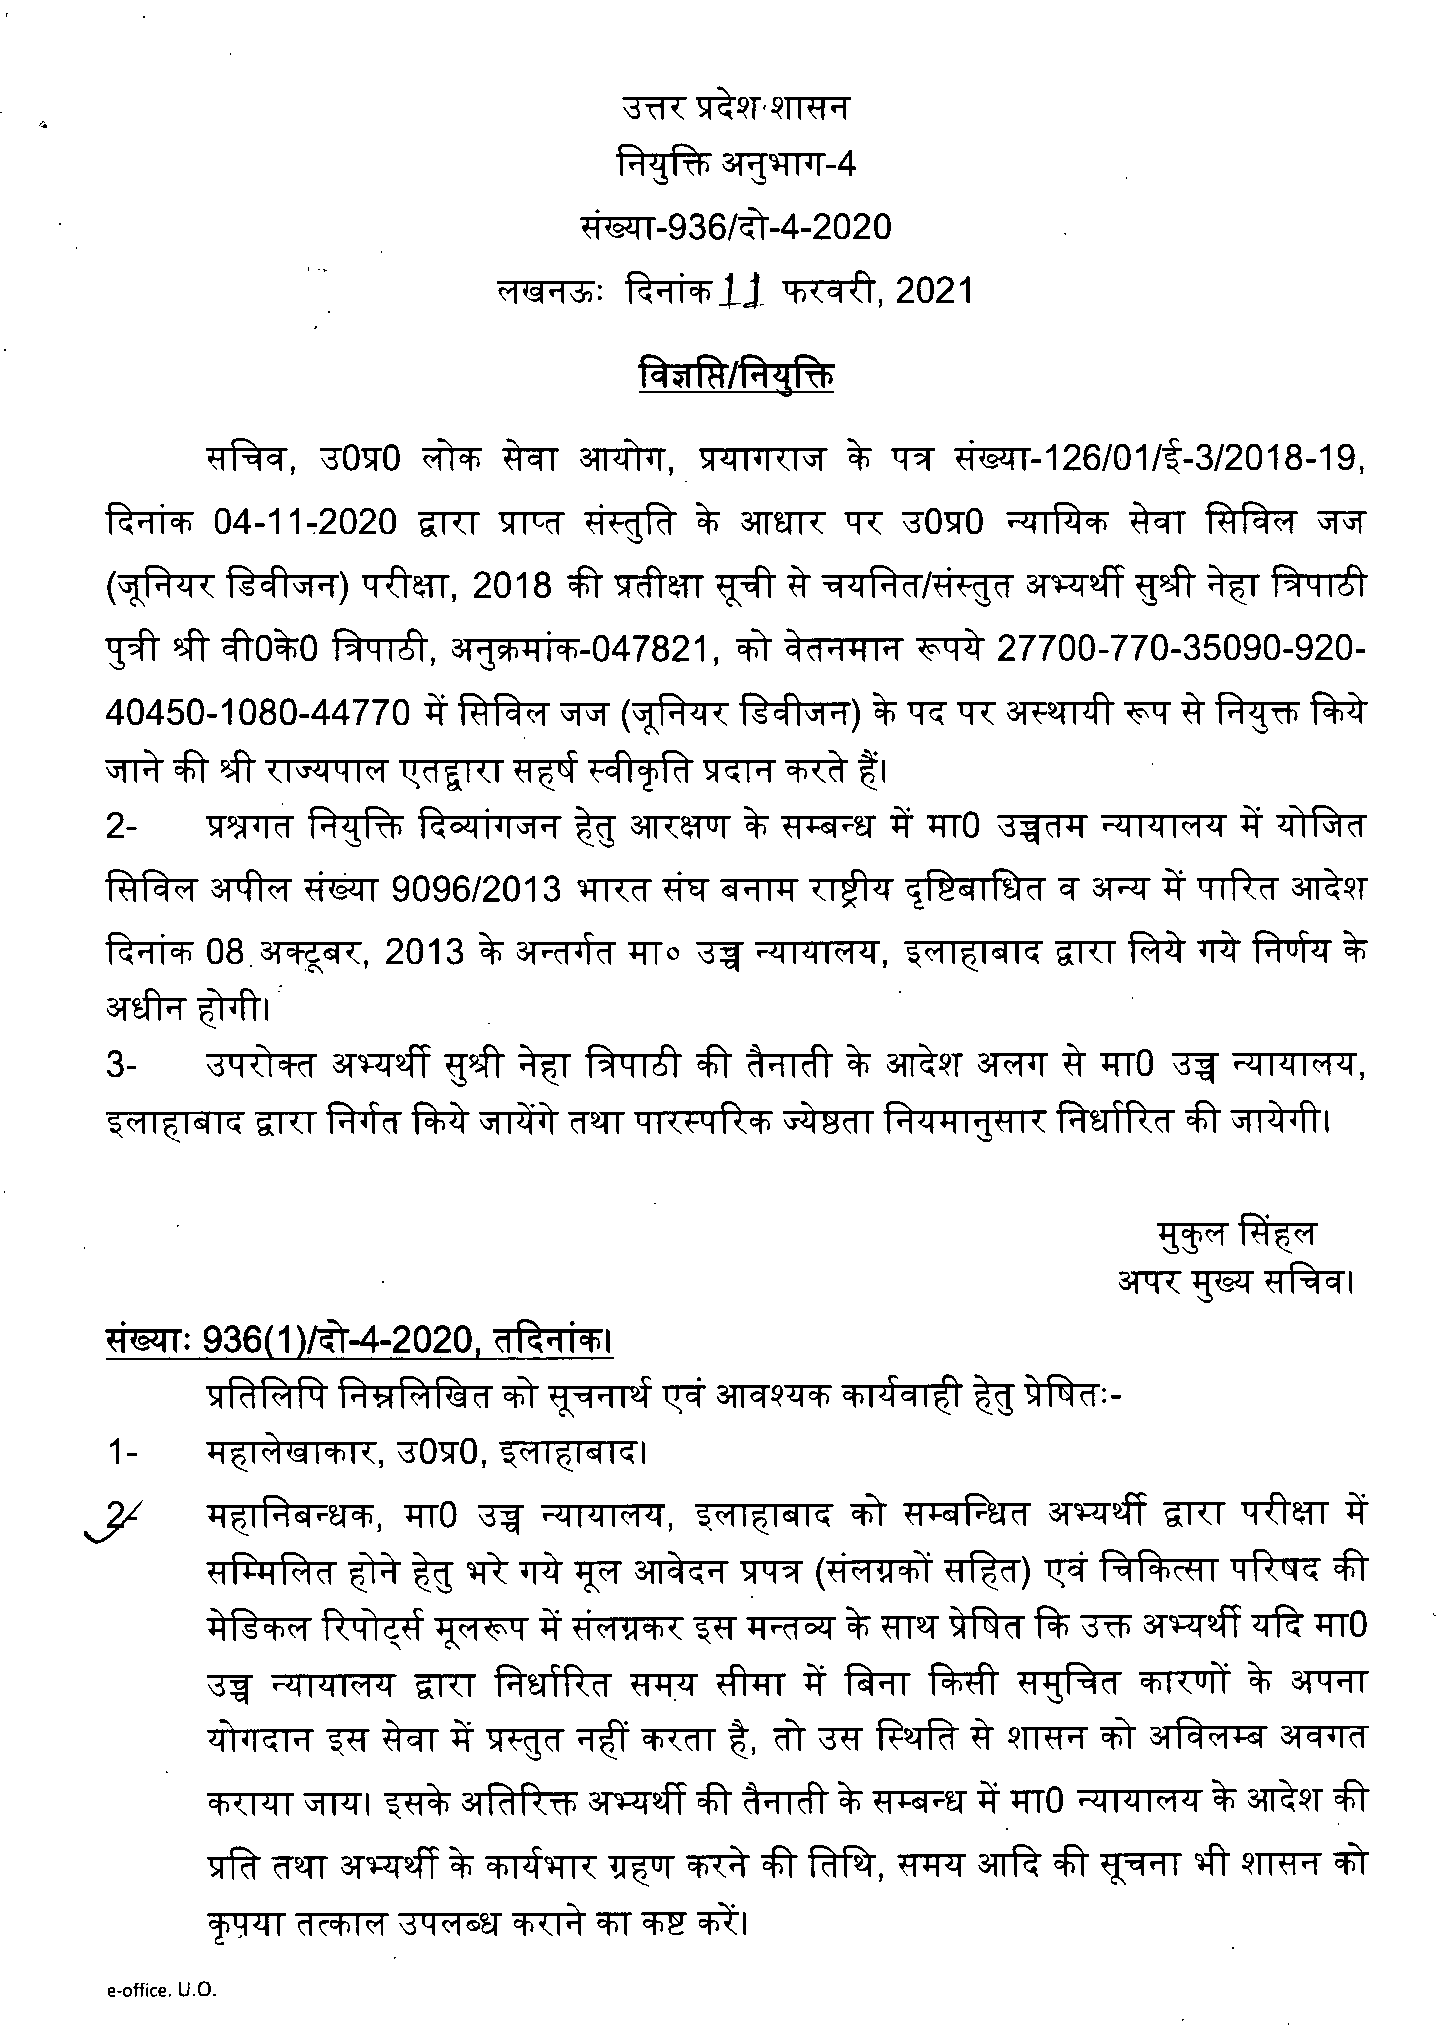 उत्तर प्रदेश शासन
नियुक्ति अनुभाग-4
संख्या-936/दो-4-2020
लखनऊः दिनांक 11 फरवरी, 2021
विज्ञप्ति/नियुक्ति
सचिव, उ0प्र0 लोक सेवा आयोग, प्रयागराज के पत्र संख्या-126/01/ई-3/2018-19,
दिनांक 04-11-2020 द्वारा प्राप्त संस्तुति के आधार पर उ0प्र0 न्यायिक सेवा सिविल जज
(जूनियर डिवीजन) परीक्षा, 2018 की प्रतीक्षा सूची से चयनित/संस्तुत अभ्यर्थी सुश्री नेहा त्रिपाठी
पुत्री श्री वी0के0 त्रिपाठी, अनुक्रमांक-047821, को वेतनमान रूपये 27700-770-35090-920-
40450-1080-44770 में सिविल जज (जूनियर डिवीजन) के पद पर अस्थायी रूप से नियुक्त किये
जाने की श्री राज्यपाल एतद्द्वारा सहर्ष स्वीकृति प्रदान करते हैं।
2- प्रश्नगत नियुक्ति दिव्यांगजन हेतु आरक्षण के सम्बन्ध में मा0 उच्चतम न्यायालय में योजित
सिविल अपील संख्या 9096/2013 भारत संघ बनाम राष्ट्रीय दृष्टिबाधित व अन्य में पारित आदेश
दिनांक 08 अक्टूबर, 2013 के अन्तर्गत मा० उच्च न्यायालय, इलाहाबाद द्वारा लिये गये निर्णय के
अधीन होगी।
3- उपरोक्त अभ्यर्थी सुश्री नेहा त्रिपाठी की तैनाती के आदेश अलग से मा0 उच्च न्यायालय,
इलाहाबाद द्वारा निर्गत किये जायेंगे तथा पारस्परिक ज्येष्ठता नियमानुसार निर्धारित की जायेगी।
मुकुल सिंहल
अपर मुख्य सचिव।
संख्याः 936(1)/दो-4-2020, तदिनांक।
प्रतिलिपि निम्नलिखित को सूचनार्थ एवं आवश्यक कार्यवाही हेतु प्रेषितः-
1- महालेखाकार, उ0प्र0, इलाहाबाद।
2- महानिबन्धक, मा0 उच्च न्यायालय, इलाहाबाद को सम्बन्धित अभ्यर्थी द्वारा परीक्षा में
सम्मिलित होने हेतु भरे गये मूल आवेदन प्रपत्र (संलग्नकों सहित) एवं चिकित्सा परिषद की
मेडिकल रिपोर्ट्स मूलरूप में संलग्नकर इस मन्तव्य के साथ प्रेषित कि उक्त अभ्यर्थी यदि मा0
उच्च न्यायालय द्वारा निर्धारित समय सीमा में बिना किसी समुचित कारणों के अपना
योगदान इस सेवा में प्रस्तुत नहीं करता है, तो उस स्थिति से शासन को अविलम्ब अवगत
कराया जाय। इसके अतिरिक्त अभ्यर्थी की तैनाती के सम्बन्ध में मा0 न्यायालय के आदेश की
प्रति तथा अभ्यर्थी के कार्यभार ग्रहण करने की तिथि, समय आदि की सूचना भी शासन को
कृपया तत्काल उपलब्ध कराने का कष्ट करें।
e-office. U.O.